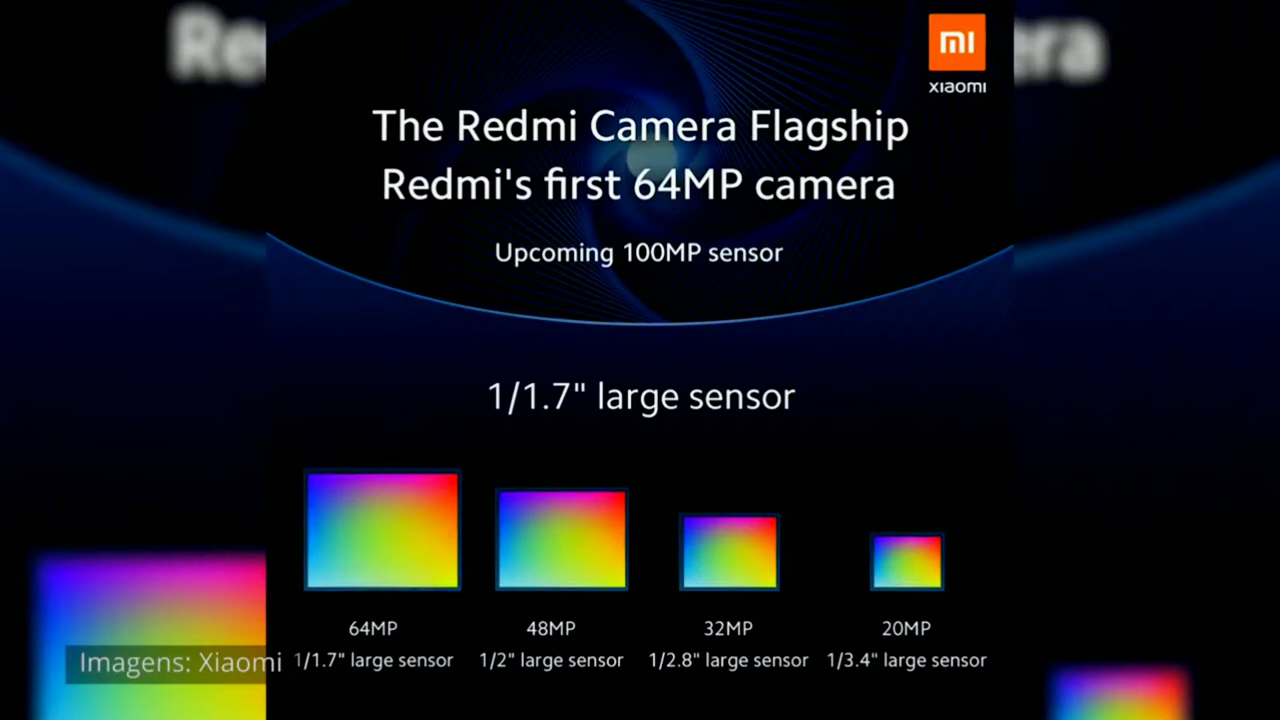 mi
xiaomi
The Redmi Camera Flagship
Redmi's first 64MP camera
Upcoming 100MP sensor
1/1.7" large sensor
64MP 48MP 32MP 20MP
1/1.7" large sensor 1/2" large sensor 1/2.8" large sensor 1/3.4" large sensor
Imagens: Xiaomi